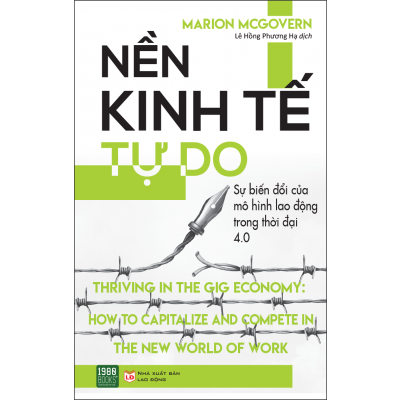 MARION MCGOVERN
Lê Hồng Phương Hạ dịch
NỀN
KINH TẾ
TỰ DO
Sự biến đổi của
mô hình lao động
trong thời đại
4.0
THRIVING IN THE GIG ECONOMY:
HOW TO CAPITALIZE AND COMPETE IN
THE NEW WORLD OF WORK
1980
BOOKS
LĐ
NHÀ XUẤT BẢN
LAO ĐỘNG